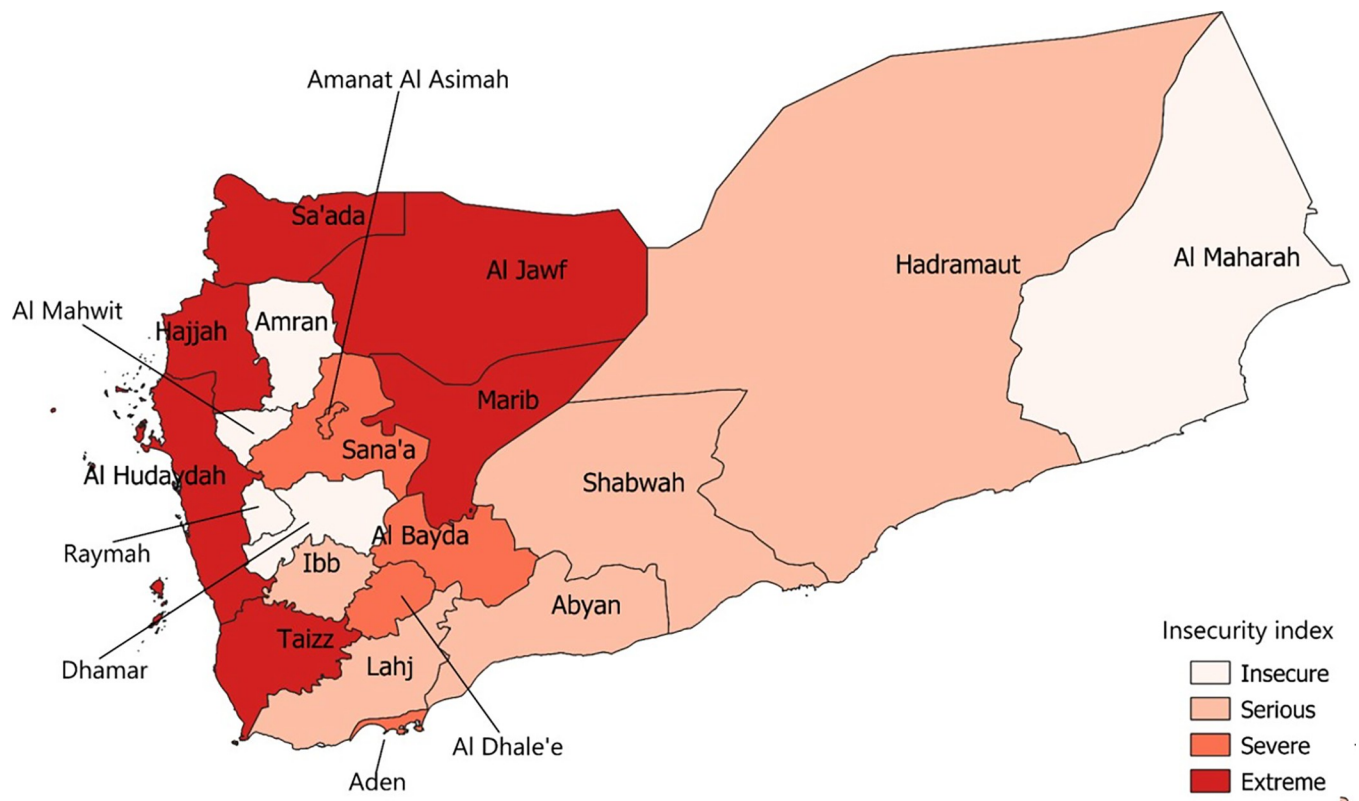 Amanat Al Asimah
Sa'ada
Al Jawf
Hadramaut
Al Maharah
Al Mahwit
Hajjah
Amran
Marib
Sana'a
Al Hudaydah
Shabwah
Raymah
Al Bayda
Ibb
Abyan
Dhamar
Taizz
Lahj
Al Dhale'e
Aden
Insecurity index
Insecure
Serious
Severe
Extreme